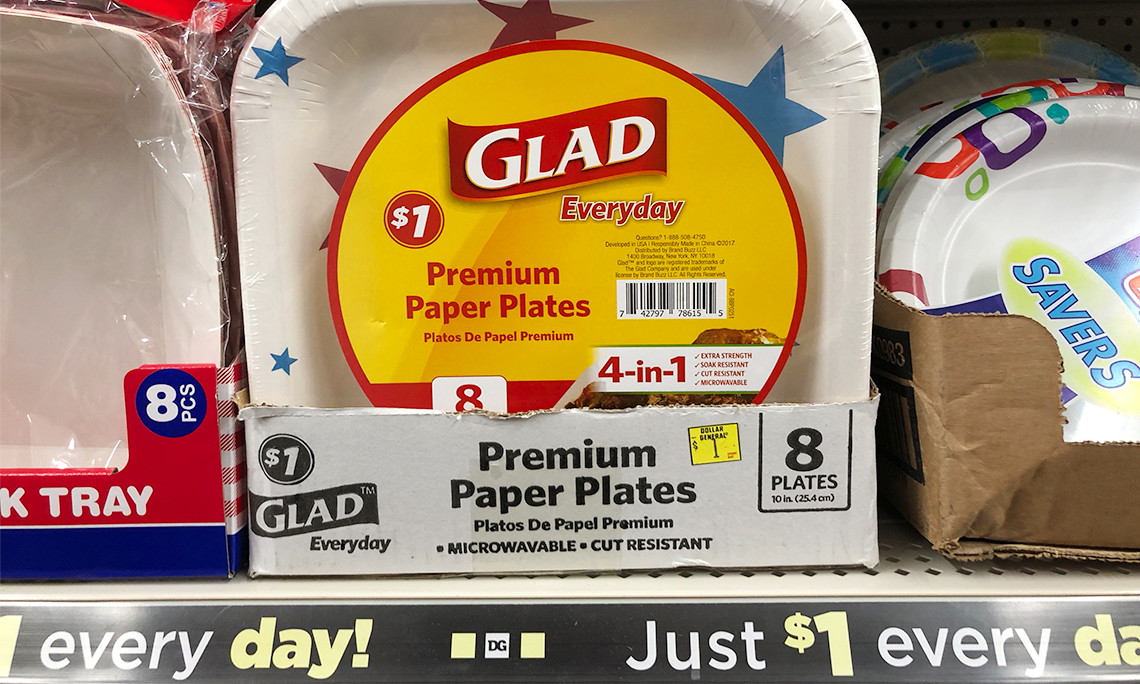 GLAD
Everyday
$1
Premium
Paper Plates
Platos De Papel Premium
Questions? 1-888-508-4750
Developed in USA | Responsibly Made in China ©2017
Distributed by Brand Buzz LLC
1400 Broadway, New York, NY 10018
Glad™ and logo are registered trademarks of
The Glad Company and are used under
license by Brand Buzz LLC. All Rights Reserved.
7 42797 78615 5
8
4-in-1
✓ EXTRA STRENGTH
✓ SOAK RESISTANT
✓ CUT RESISTANT
✓ MICROWAVABLE
SAVERS
8 PCS
K TRAY
$1
GLAD™
Everyday
Premium
Paper Plates
Platos De Papel Premium
▪ MICROWAVABLE ▪ CUT RESISTANT
DOLLAR
GENERAL
$1
8
PLATES
10 in. (25.4 cm)
1 every day!
DG
Just $1 every da